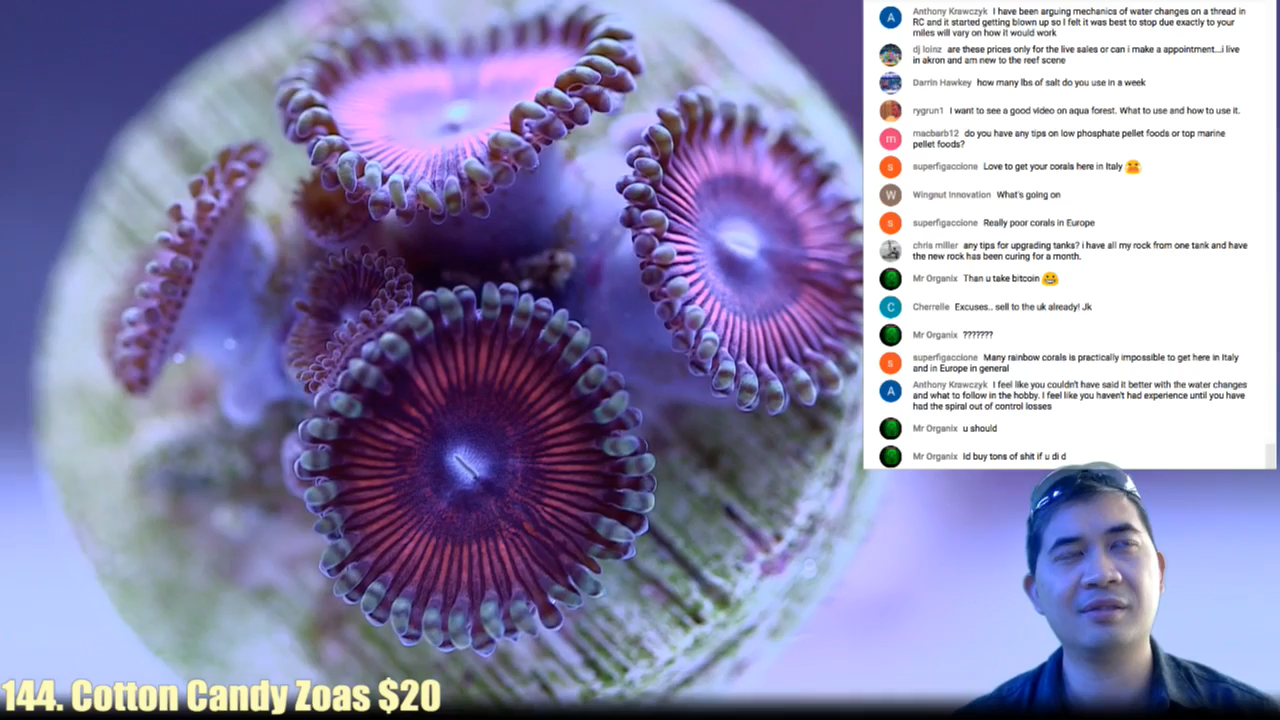 Anthony Krawczyk I have been arguing mechanics of water changes on a thread in
RC and it started getting blown up so I felt it was best to stop due exactly to your
miles will vary on how it would work
dj loinz are these prices only for the live sales or can i make a appointment...i live
in akron and am new to the reef scene
Darrin Hawkey how many lbs of salt do you use in a week
rygrun1 I want to see a good video on aqua forest. What to use and how to use it.
macbarb12 do you have any tips on low phosphate pellet foods or top marine
pellet foods?
superfigaccione Love to get your corals here in Italy
Wingnut Innovation What's going on
superfigaccione Really poor corals in Europe
chris miller any tips for upgrading tanks? i have all my rock from one tank and have
the new rock has been curing for a month.
Mr Organix Than u take bitcoin
Cherrelle Excuses.. sell to the uk already! Jk
Mr Organix ???????
superfigaccione Many rainbow corals is practically impossible to get here in Italy
and in Europe in general
Anthony Krawczyk I feel like you couldn't have said it better with the water changes
and what to follow in the hobby. I feel like you haven't had experience until you have
had the spiral out of control losses
Mr Organix u should
Mr Organix Id buy tons of shit if u di d
144. Cotton Candy Zoas $20